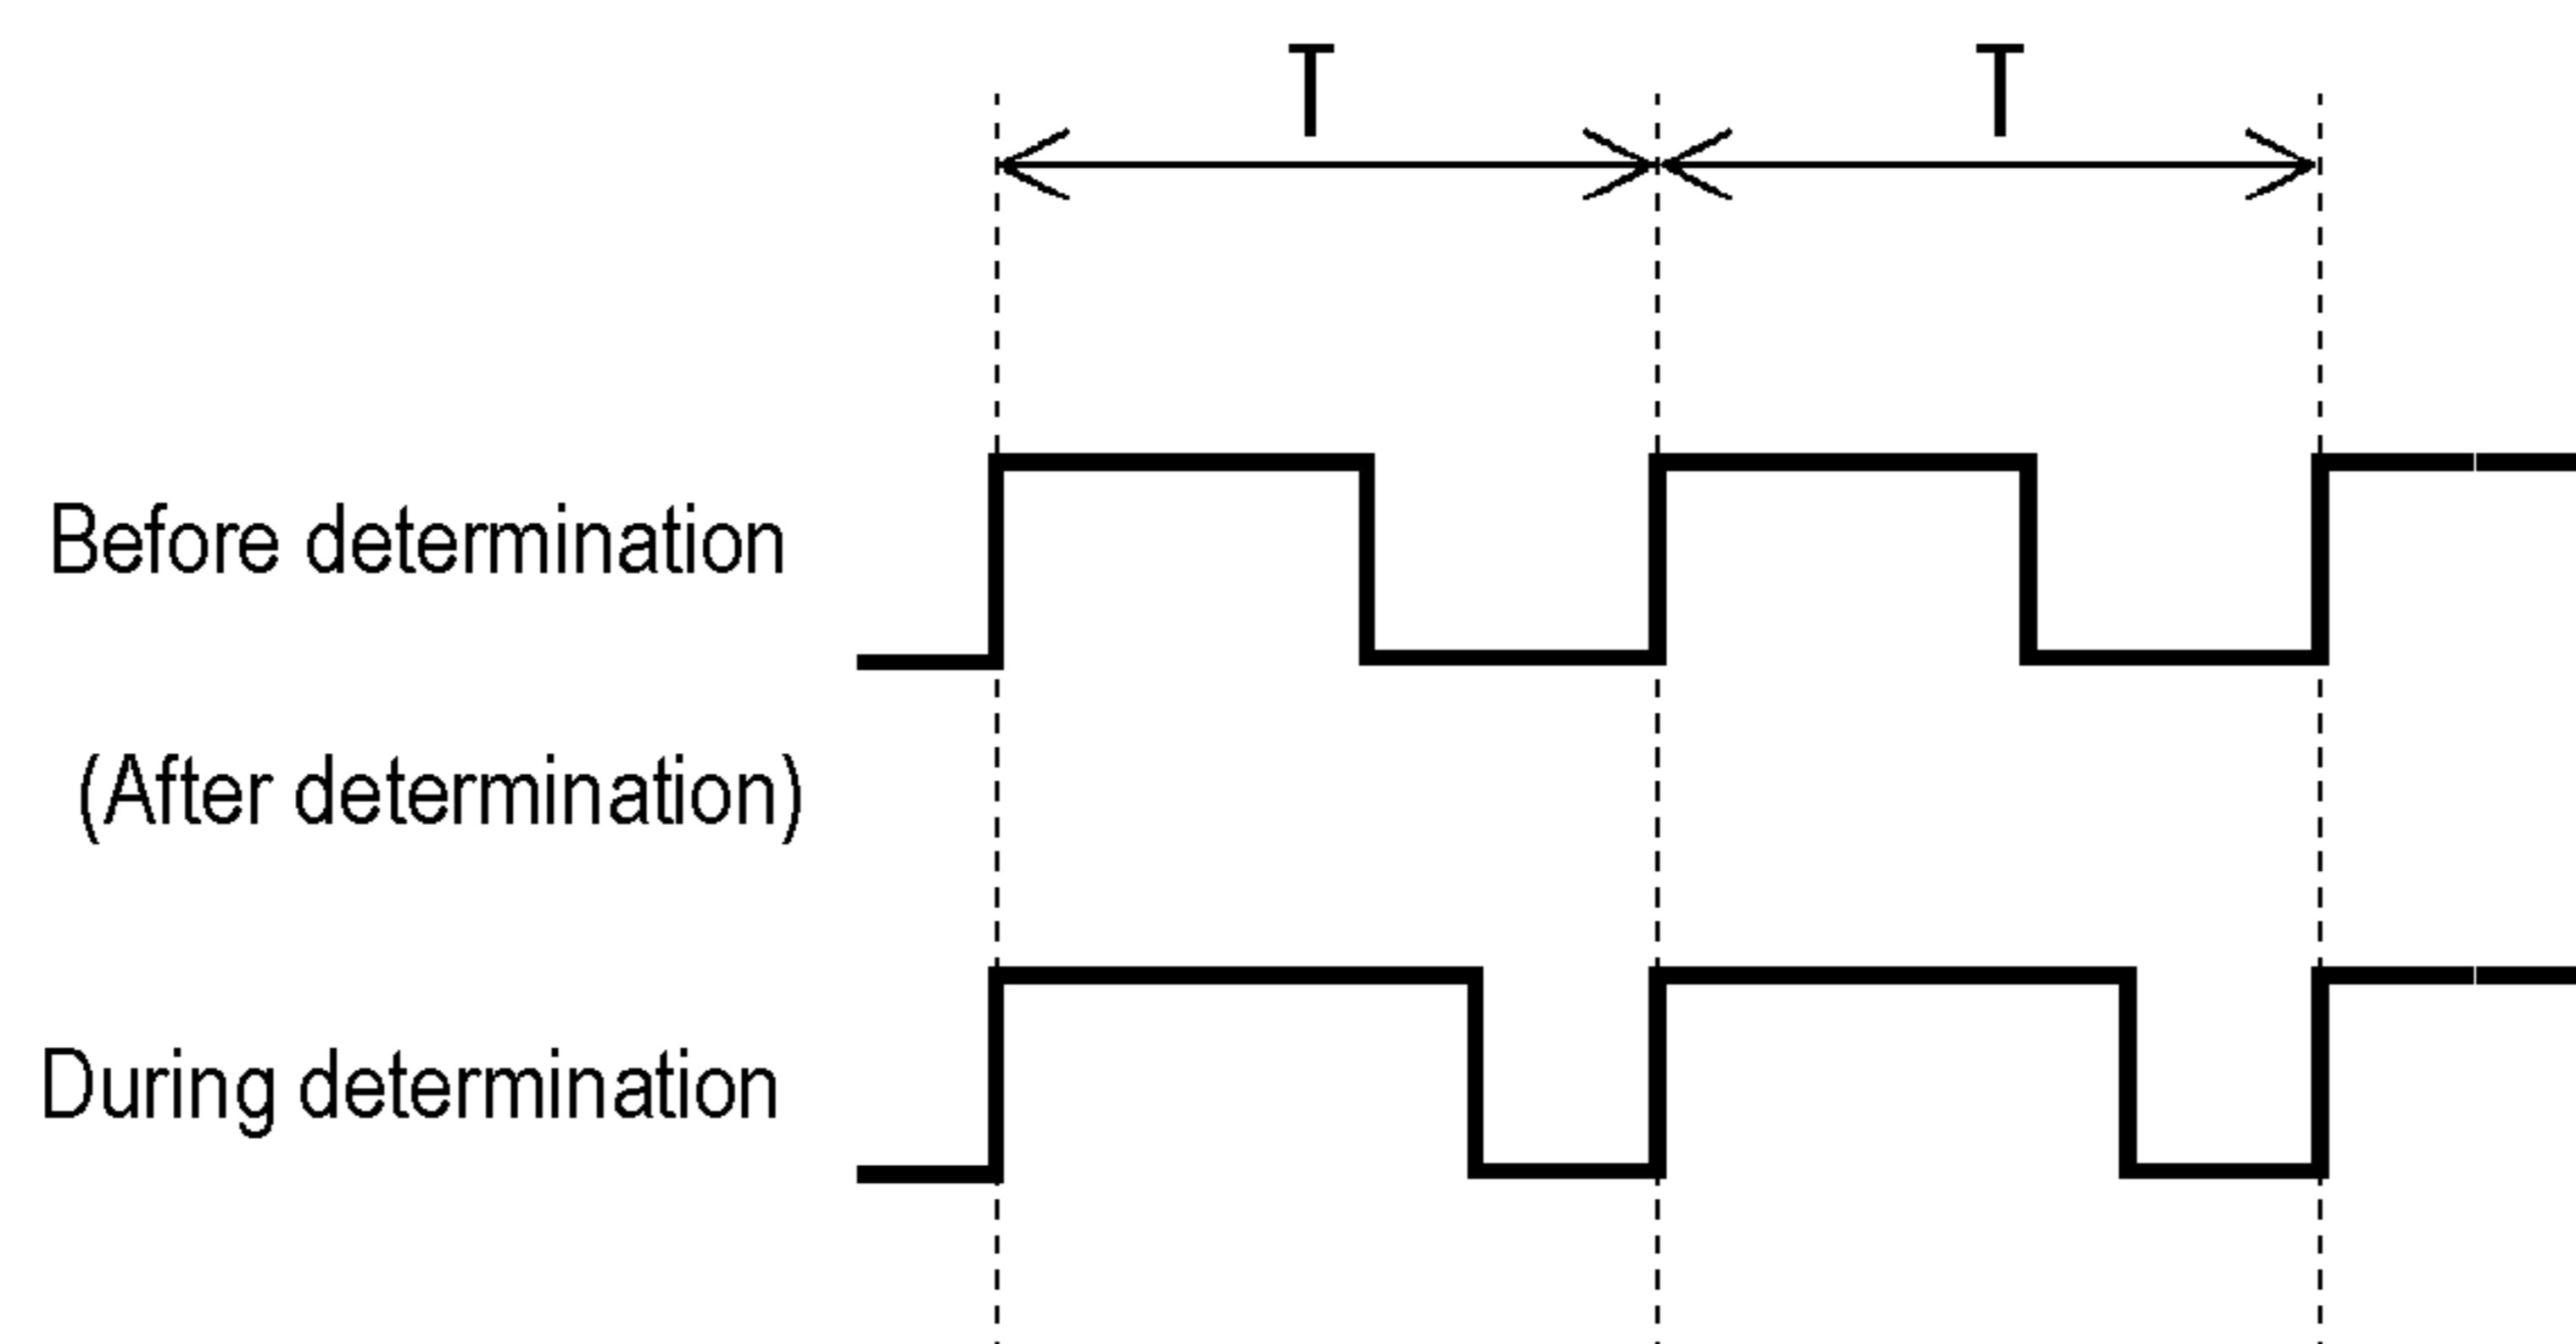 T T
Before determination
(After determination)
During determination